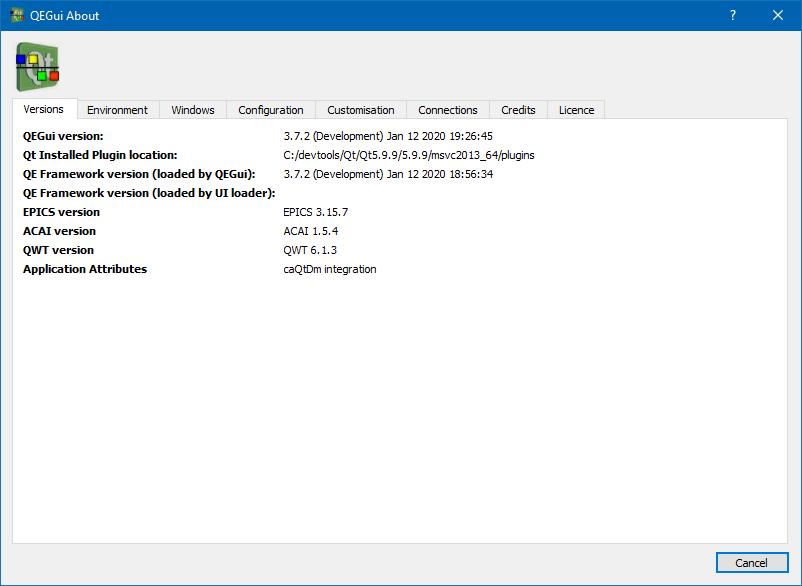 QEGui About
Qt
Versions Environment Windows Configuration Customisation Connections Credits Licence
QEGui version: 3.7.2 (Development) Jan 12 2020 19:26:45
Qt Installed Plugin location: C:/devtools/Qt/Qt5.9.9/5.9.9/msvc2013_64/plugins
QE Framework version (loaded by QEGui): 3.7.2 (Development) Jan 12 2020 18:56:34
QE Framework version (loaded by UI loader):
EPICS version EPICS 3.15.7
ACAI version ACAI 1.5.4
QWT version QWT 6.1.3
Application Attributes caQtDm integration
Cancel